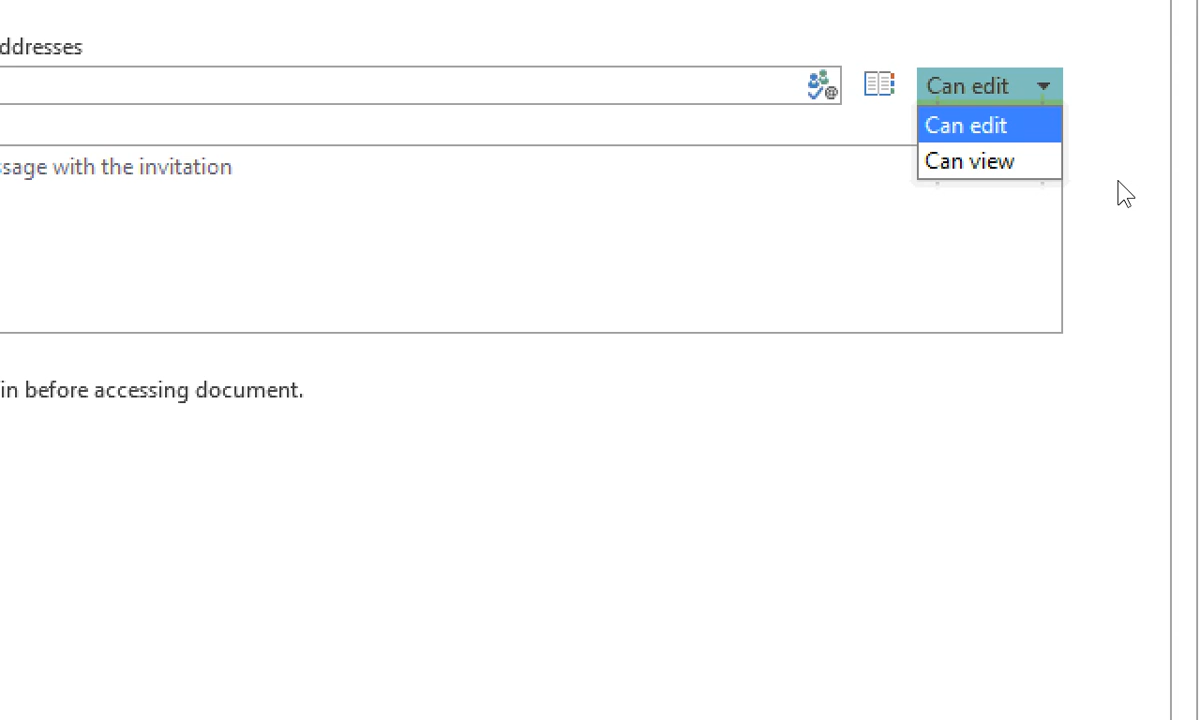 ddresses
Can edit
Can edit
ssage with the invitation
Can view
in before accessing document.